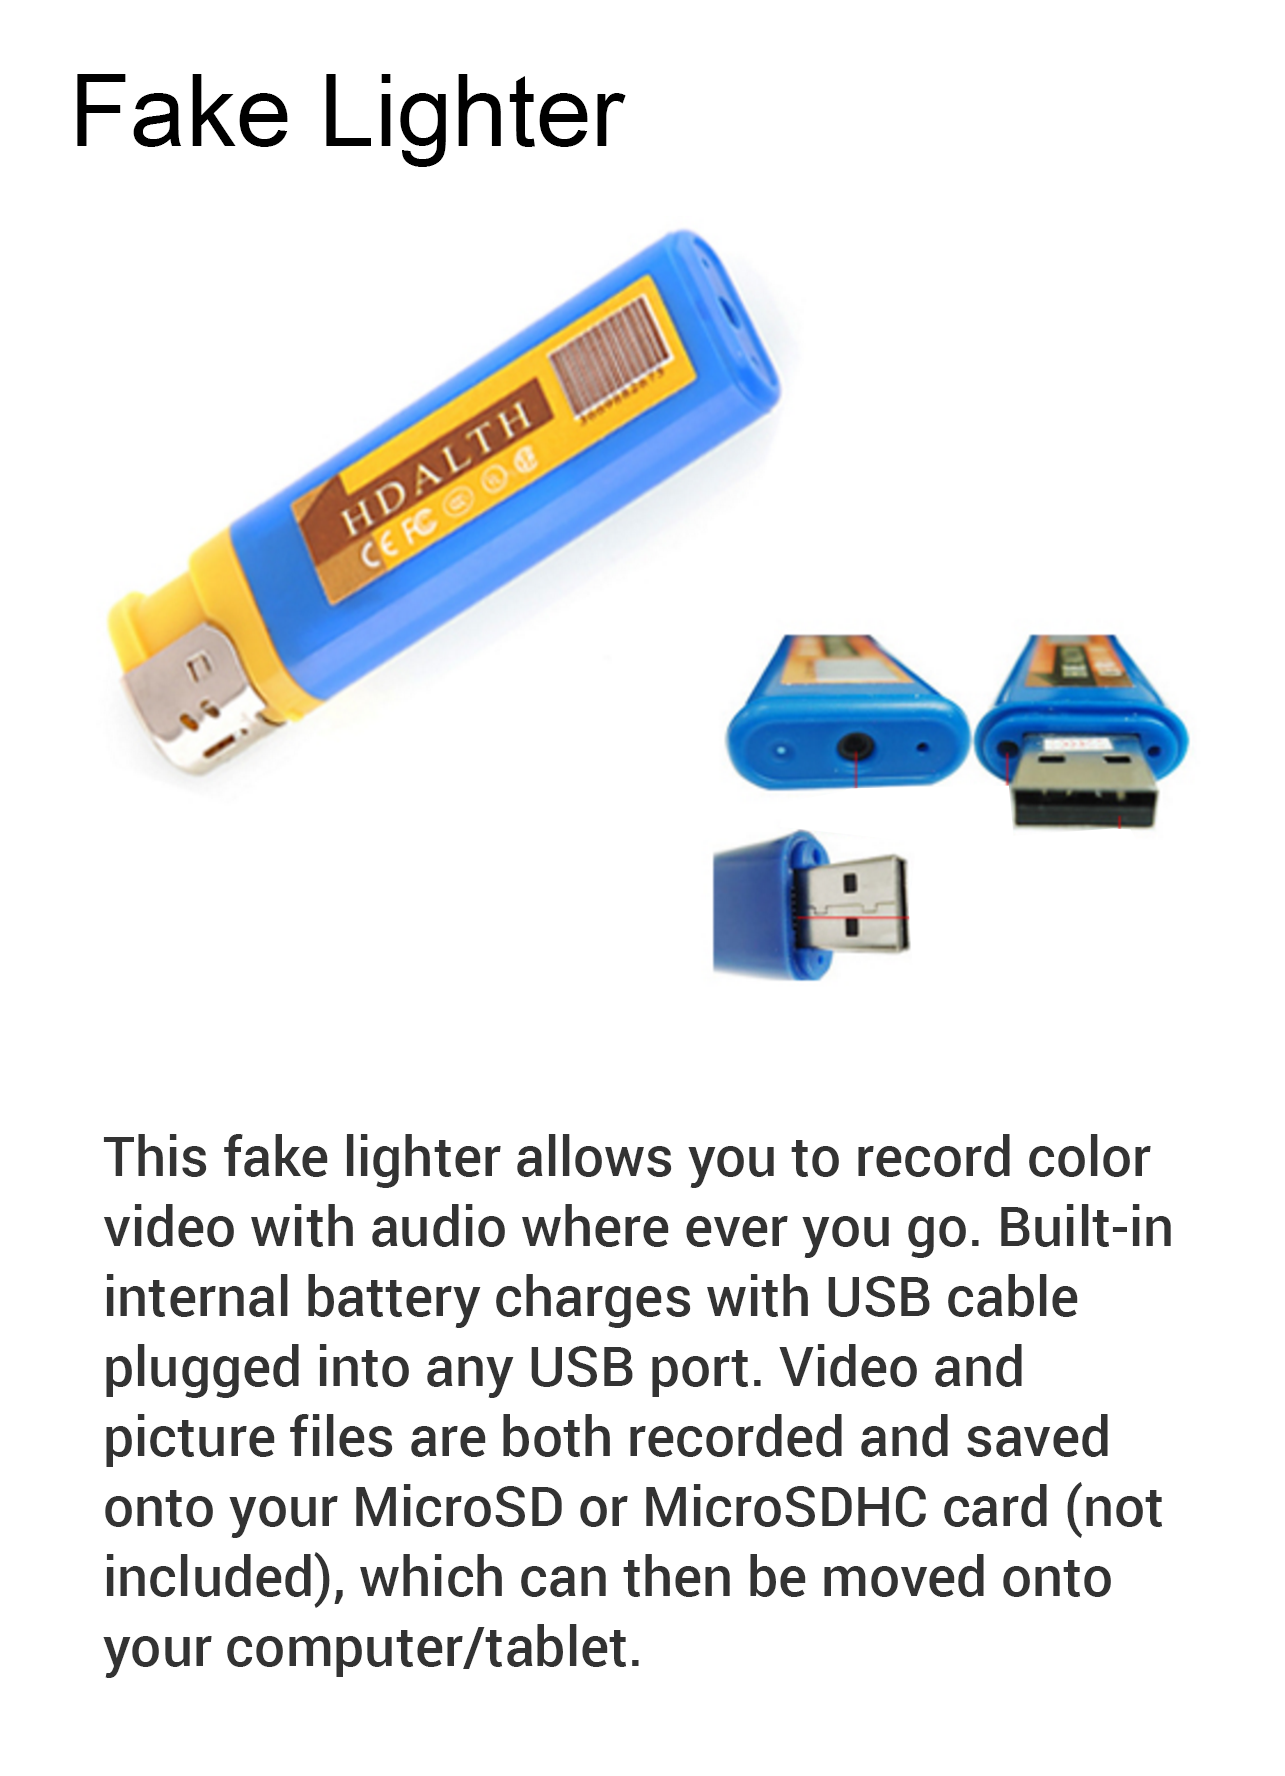 Fake Lighter
HDALTH
CE FC
This fake lighter allows you to record color
video with audio where ever you go. Built-in
internal battery charges with USB cable
plugged into any USB port. Video and
picture files are both recorded and saved
onto your MicroSD or MicroSDHC card (not
included), which can then be moved onto
your computer/tablet.